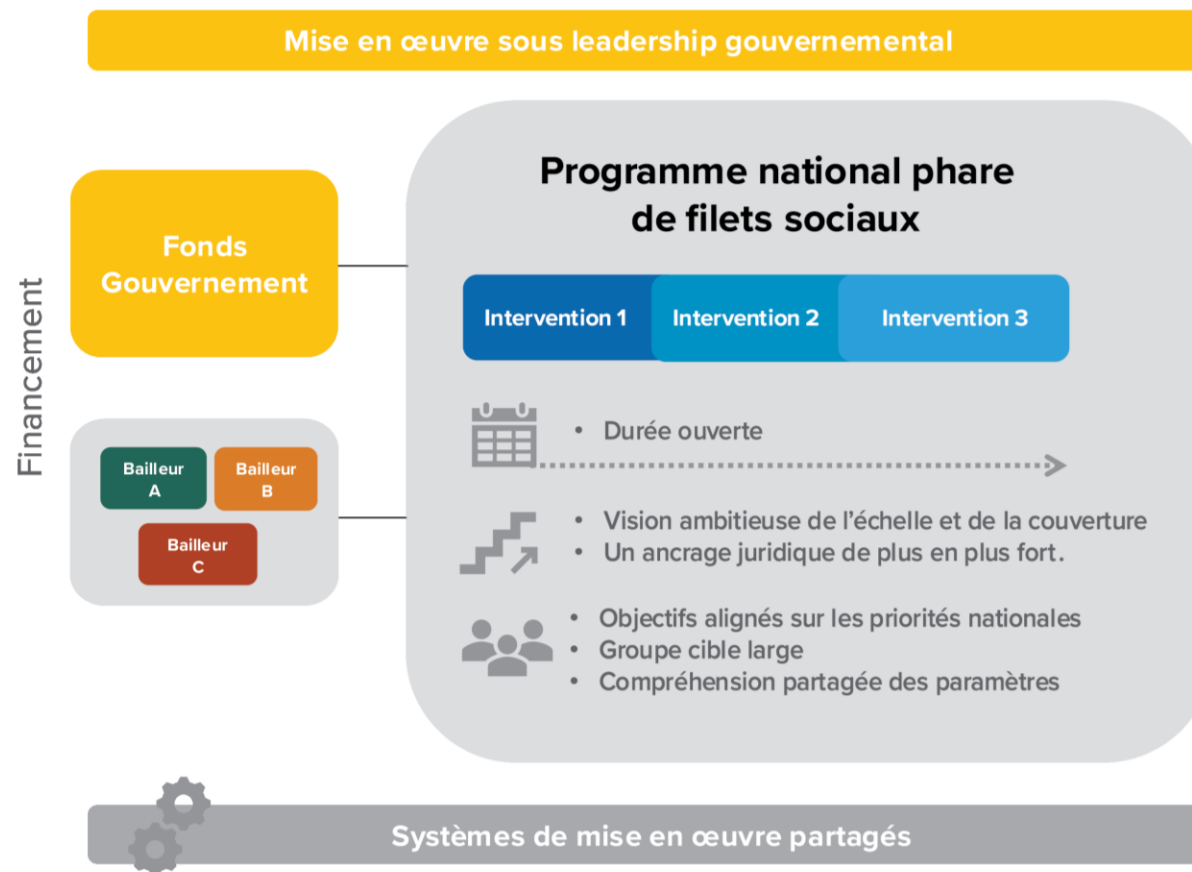 Mise en œuvre sous leadership gouvernemental
Financement
Fonds
Gouvernement
Bailleur
A
Bailleur
B
Bailleur
C
Programme national phare
de filets sociaux
Intervention 1
Intervention 2
Intervention 3
• Durée ouverte
• Vision ambitieuse de l’échelle et de la couverture
• Un ancrage juridique de plus en plus fort.
• Objectifs alignés sur les priorités nationales
• Groupe cible large
• Compréhension partagée des paramètres
Systèmes de mise en œuvre partagés